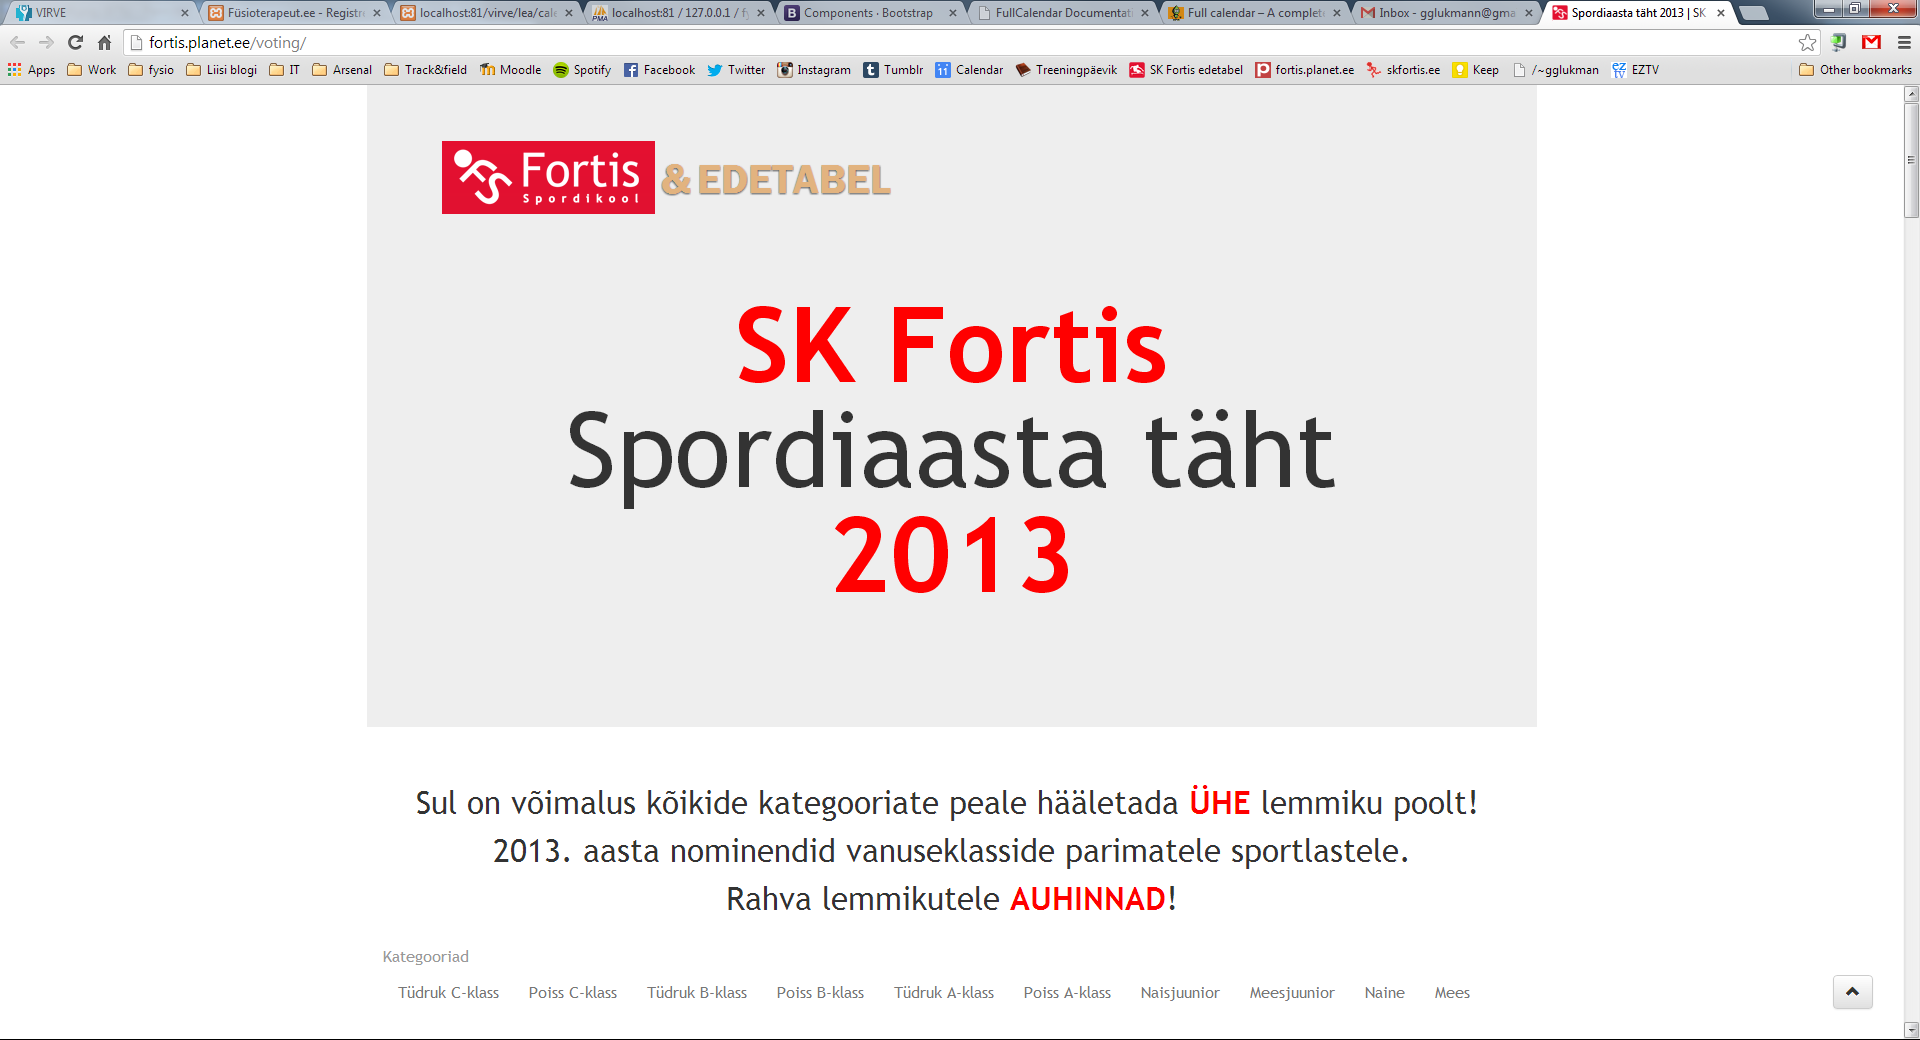 VIRVE
Füsioterapeut.ee - Registre
localhost:81/virve/lea/cale
localhost:81 / 127.0.0.1 / fy
Components · Bootstrap
FullCalendar Documentati
Full calendar – A complete
Inbox - gglukmann@gma
Spordiaasta täht 2013 | SK
fortis.planet.ee/voting/
Apps
Work
fysio
Liisi blogi
IT
Arsenal
Track&field
Moodle
Spotify
Facebook
Twitter
Instagram
Tumblr
Calendar
Treeningpäevik
SK Fortis edetabel
fortis.planet.ee
skfortis.ee
Keep
/~gglukman
EZTV
Other bookmarks
Fortis
Spordikool
& EDETABEL
SK Fortis
Spordiaasta täht
2013
Sul on võimalus kõikide kategooriate peale hääletada ÜHE lemmiku poolt!
2013. aasta nominendid vanuseklasside parimatele sportlastele.
Rahva lemmikutele AUHINNAD!
Kategooriad
Tüdruk C-klass
Poiss C-klass
Tüdruk B-klass
Poiss B-klass
Tüdruk A-klass
Poiss A-klass
Naisjuunior
Meesjuunior
Naine
Mees